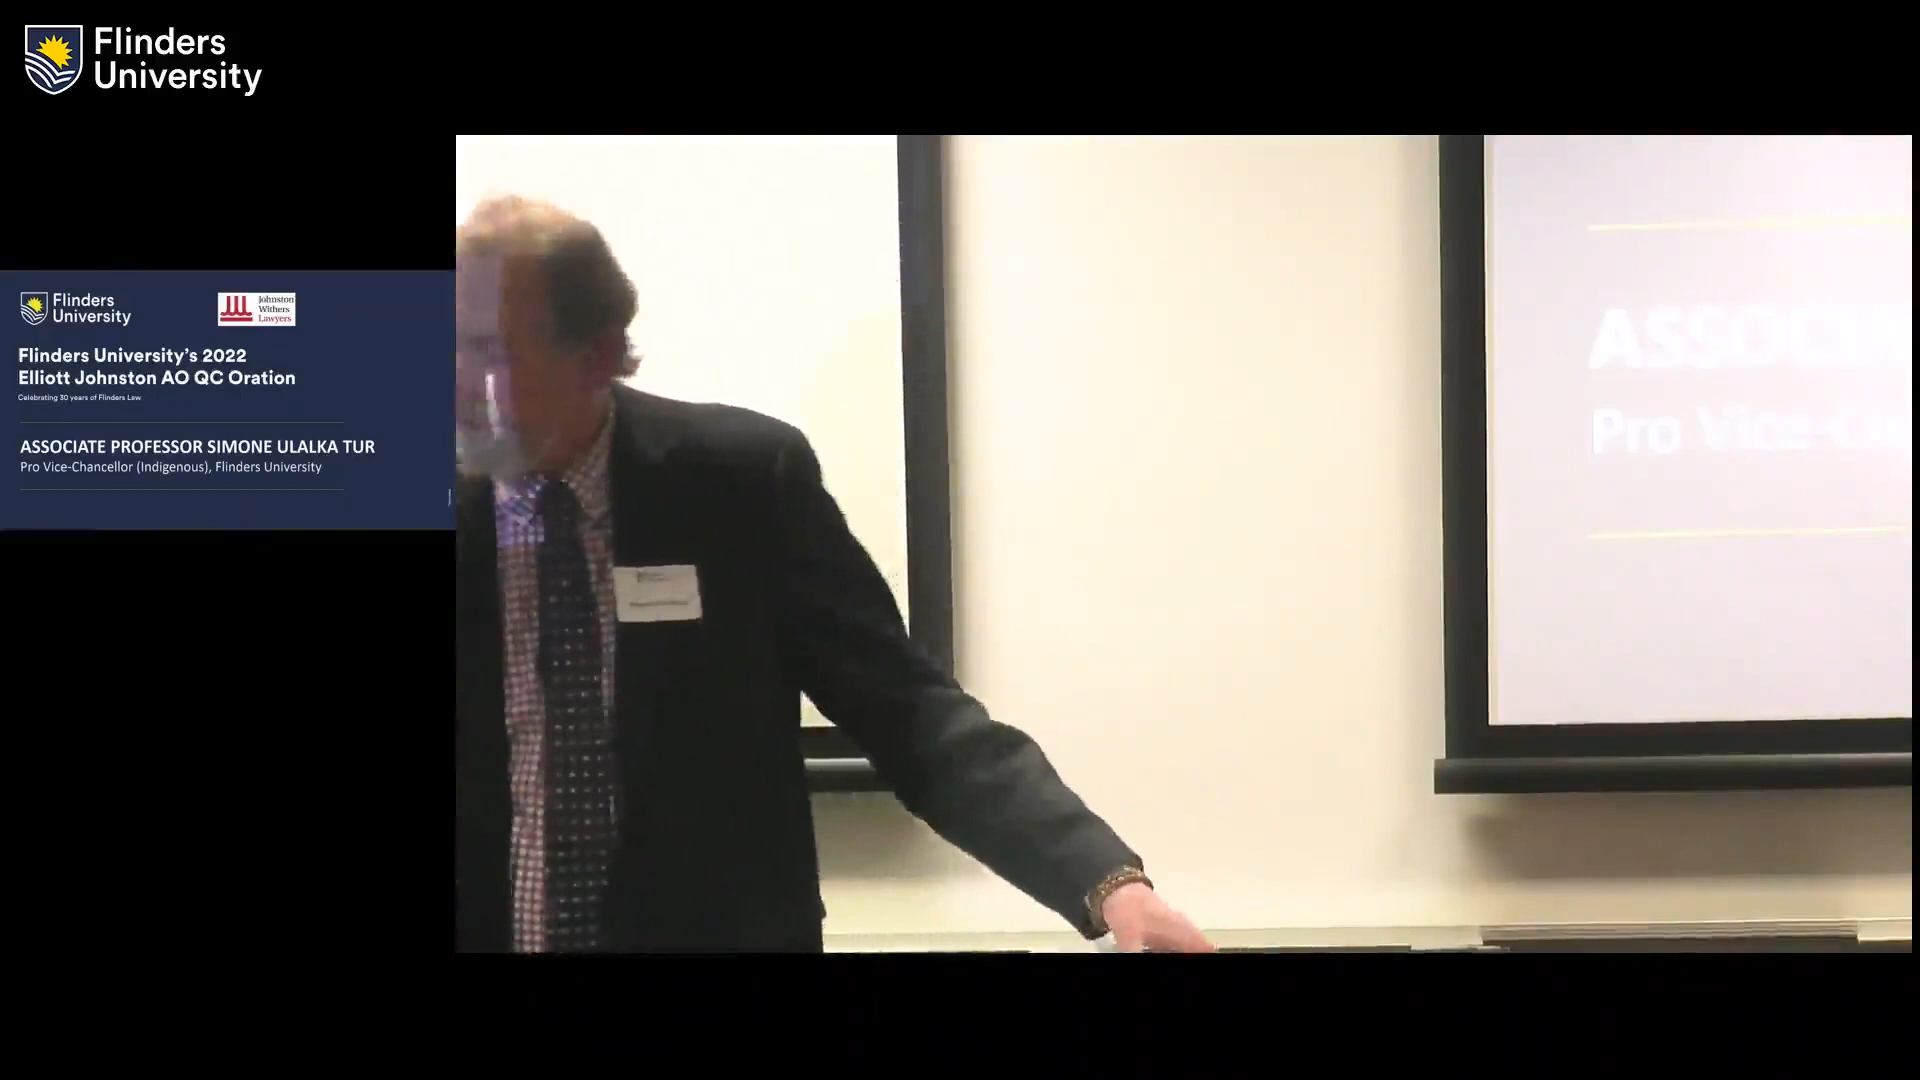 Flinders
University
Flinders
University
Johnston
Withers
Lawyers
Flinders University's 2022
Elliott Johnston AO QC Oration
Celebrating 30 years of Flinders Law
ASSOCIATE PROFESSOR SIMONE ULALKA TUR
Pro Vice-Chancellor (Indigenous), Flinders University
Pro